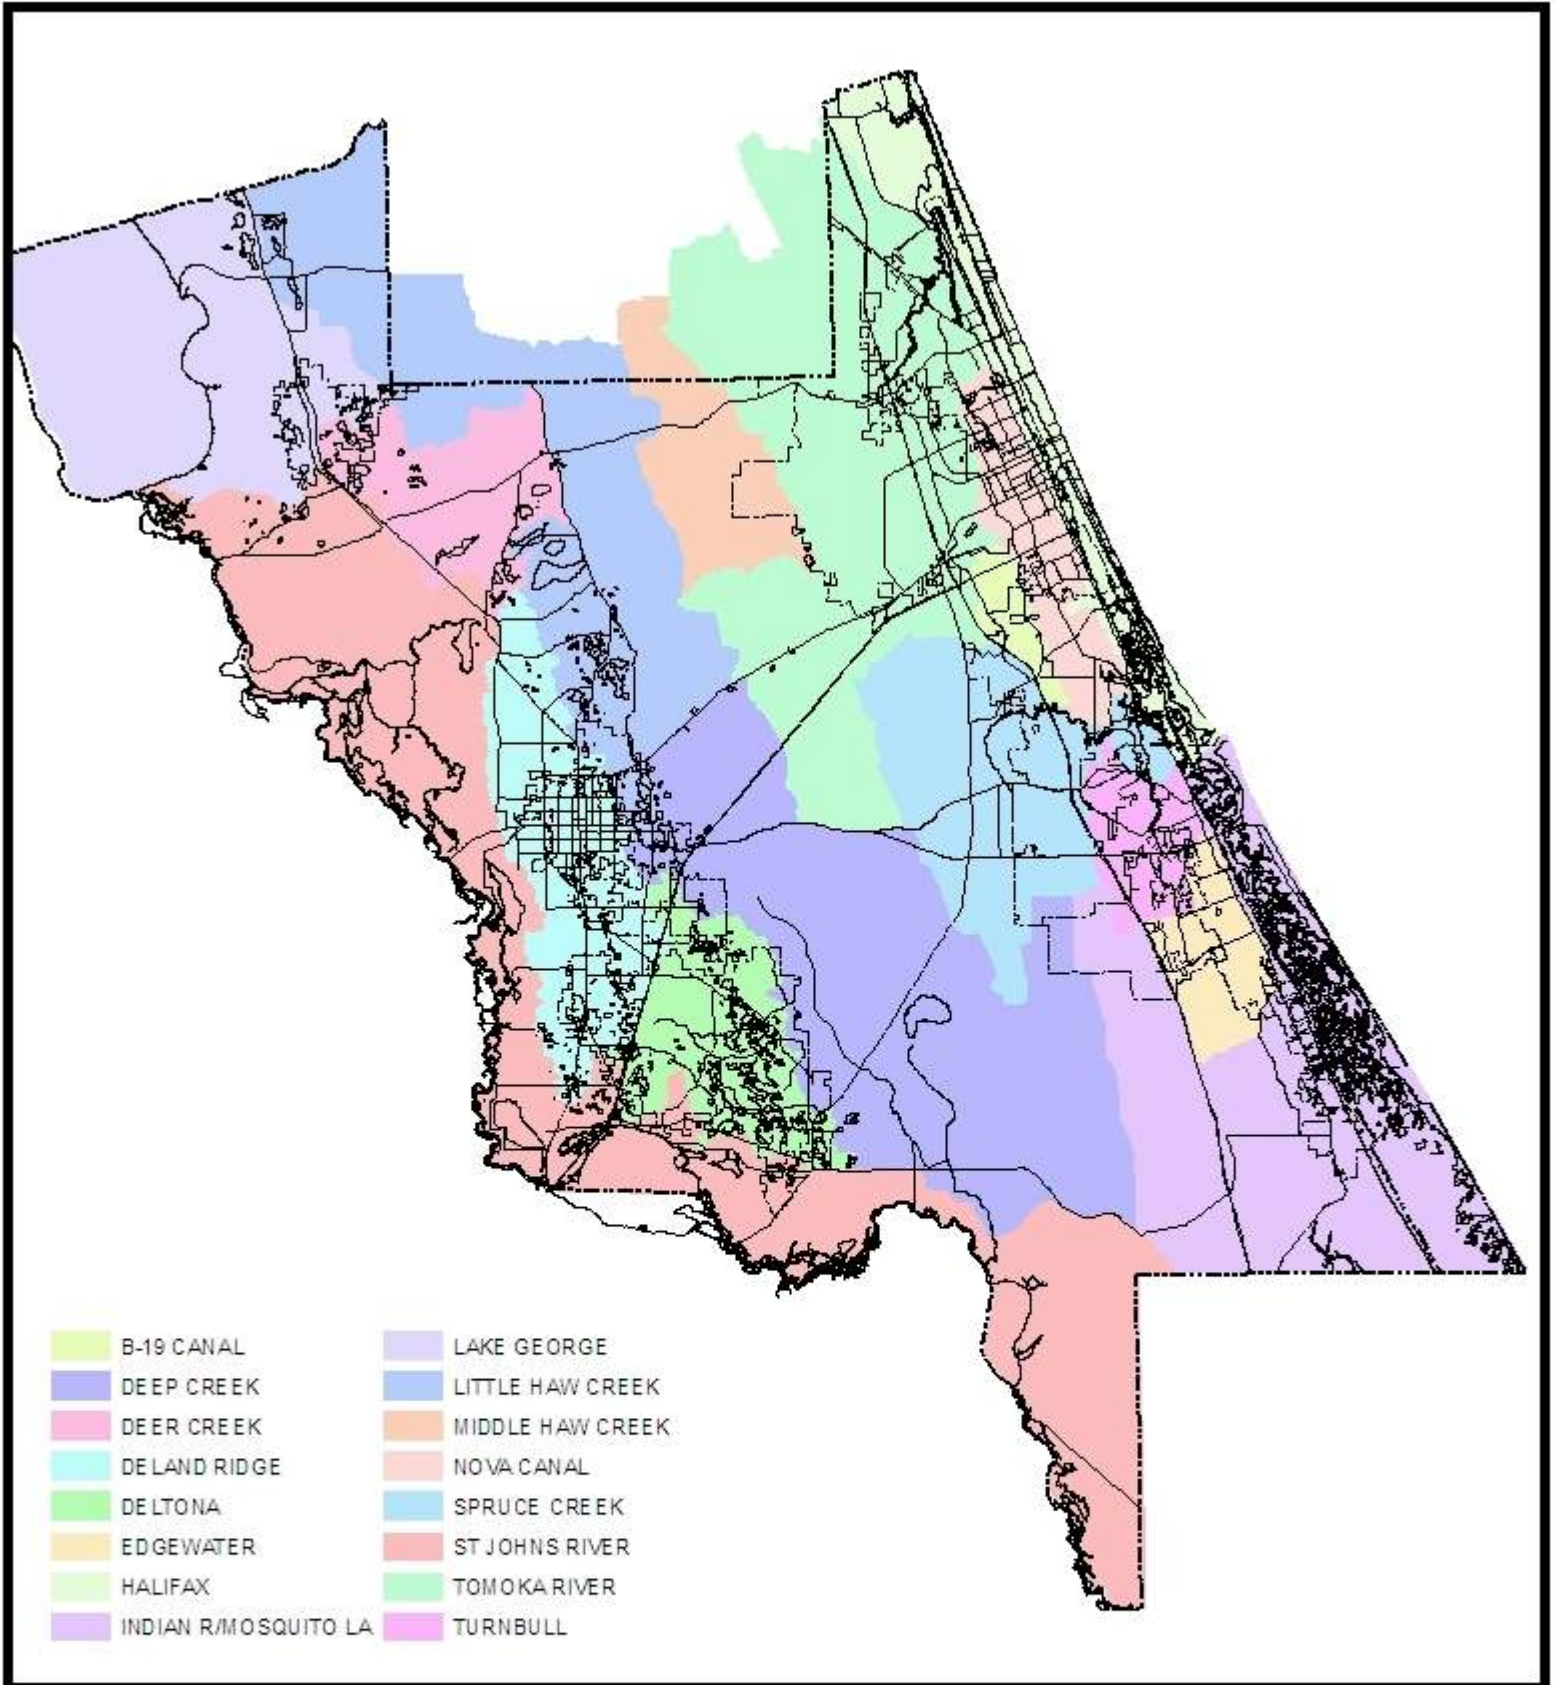 B-19 CANAL
DEEP CREEK
DEER CREEK
DELAND RIDGE
DELTONA
EDGEWATER
HALIFAX
INDIAN R/MOSQUITO LA
LAKE GEORGE
LITTLE HAW CREEK
MIDDLE HAW CREEK
NOVA CANAL
SPRUCE CREEK
ST JOHNS RIVER
TOMOKA RIVER
TURNBULL